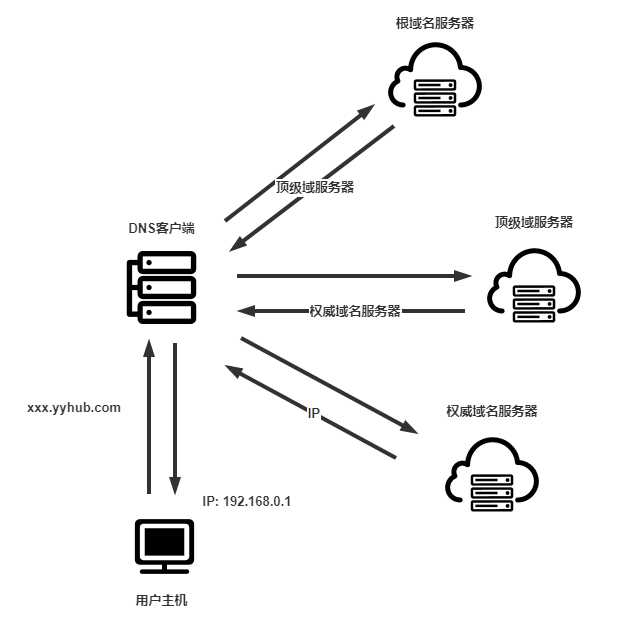 根域名服务器
顶级域服务器
DNS客户端
顶级域服务器
权威域名服务器
xxx.yyhub.com
IP
权威域名服务器
IP: 192.168.0.1
用户主机